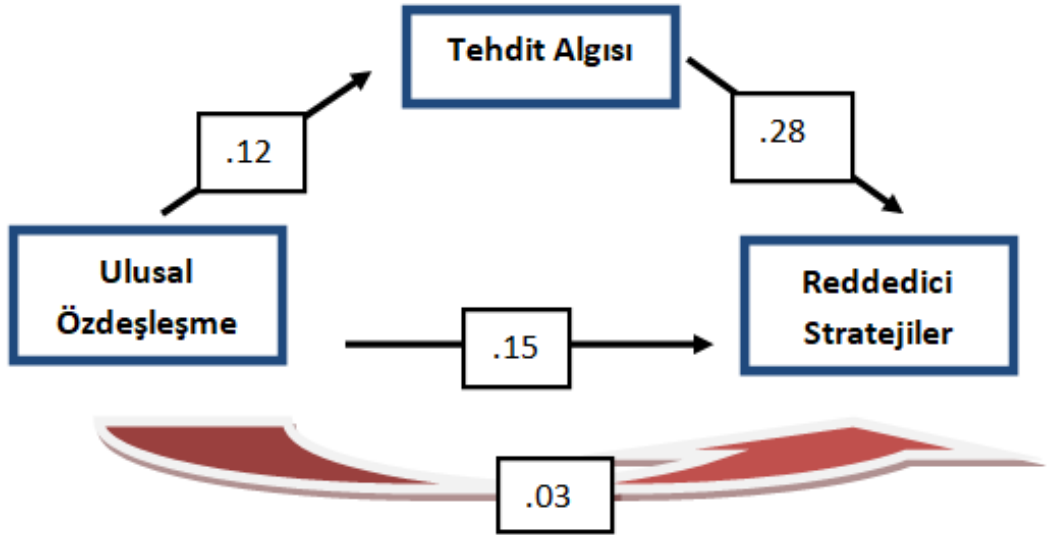 Tehdit Algısı
.12
.28
Ulusal
Özdeşleşme
Reddedici
Stratejiler
.15
.03